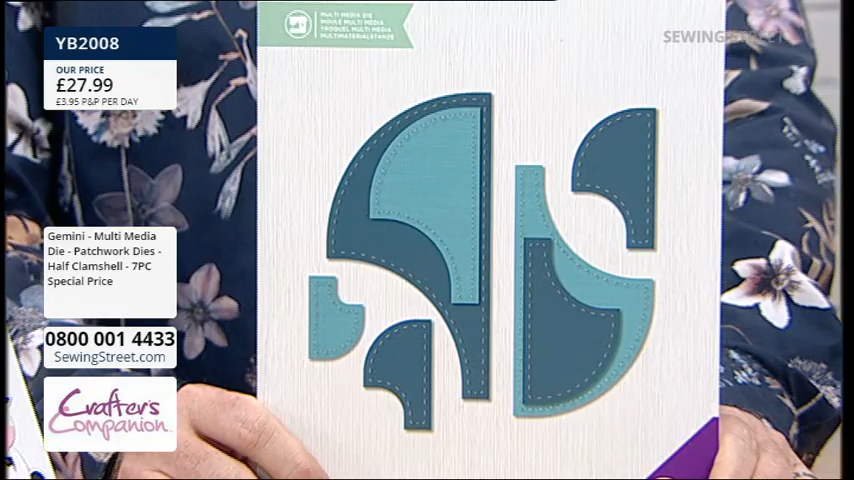 YB2008
OUR PRICE
£27.99
£3.95 P&P PER DAY
Gemini - Multi Media
Die - Patchwork Dies -
Half Clamshell - 7PC
Special Price
0800 001 4433
SewingStreet.com
Crafter's
Companion
MULTI MEDIA DIE
MOULE MULTI MEDIA
TROQUEL MULTI MEDIA
MULTIMATERIALSTANZE
SEWINGSTREET